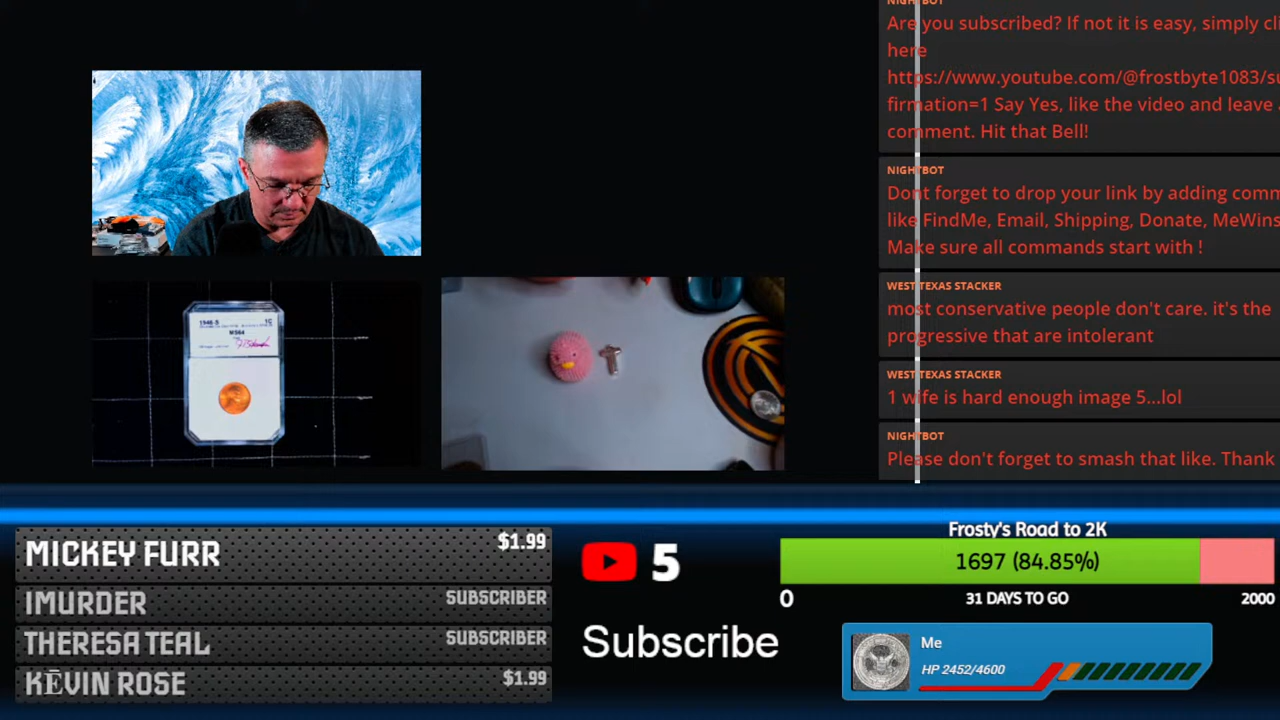 NIGHTBOT
Are you subscribed? If not it is easy, simply cli
here
https://www.youtube.com/@frostbyte1083/su
firmation=1 Say Yes, like the video and leave a
comment. Hit that Bell!
NIGHTBOT
Dont forget to drop your link by adding comm
like FindMe, Email, Shipping, Donate, MeWins
Make sure all commands start with !
WEST TEXAS STACKER
most conservative people don't care. it's the
progressive that are intolerant
WEST TEXAS STACKER
1 wife is hard enough image 5...lol
NIGHTBOT
Please don't forget to smash that like. Thank
1C
MS64
MICKEY FURR $1.99
IMURDER SUBSCRIBER
THERESA TEAL SUBSCRIBER
KEVIN ROSE $1.99
5
Subscribe
Frosty's Road to 2K
1697 (84.85%)
0 31 DAYS TO GO 2000
Me
HP 2452/4600